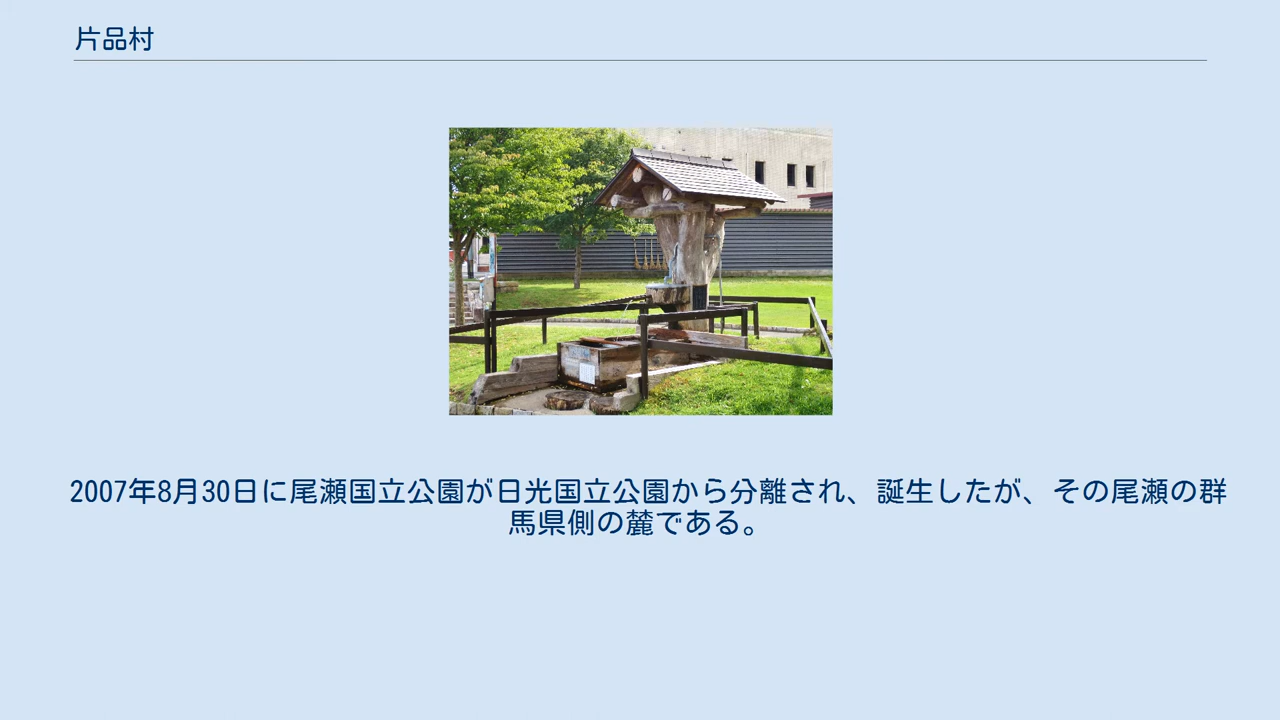 片品村
2007年8月30日に尾瀬国立公園が日光国立公園から分離され、誕生したが、その尾瀬の群
馬県側の麓である。